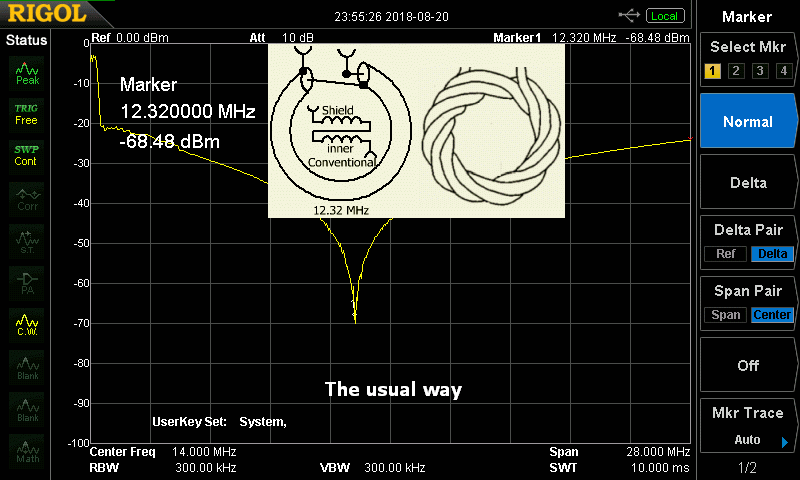 RIGOL
23:55:26 2018-08-20
Local
Status
Ref 0.00 dBm
Att 10 dB
Marker1 12.320 MHz -68.48 dBm
Marker
12.320000 MHz
-68.48 dBm
Shield
inner
Conventional
12.32 MHz
The usual way
UserKey Set: System,
0
-10
-20
-30
-40
-50
-60
-70
-80
-90
-100
Center Freq 14.000 MHz
Span 28.000 MHz
RBW 300.00 kHz
VBW 300.00 kHz
SWT 10.000 ms
Peak
TRIG
Free
SWP
Cont
Corr
S.T.
PA
C.W.
Blank
Blank
Math
Marker
Select Mkr
1 2 3 4
Normal
Delta
Delta Pair
Ref Delta
Span Pair
Span Center
Off
Mkr Trace
Auto
1/2